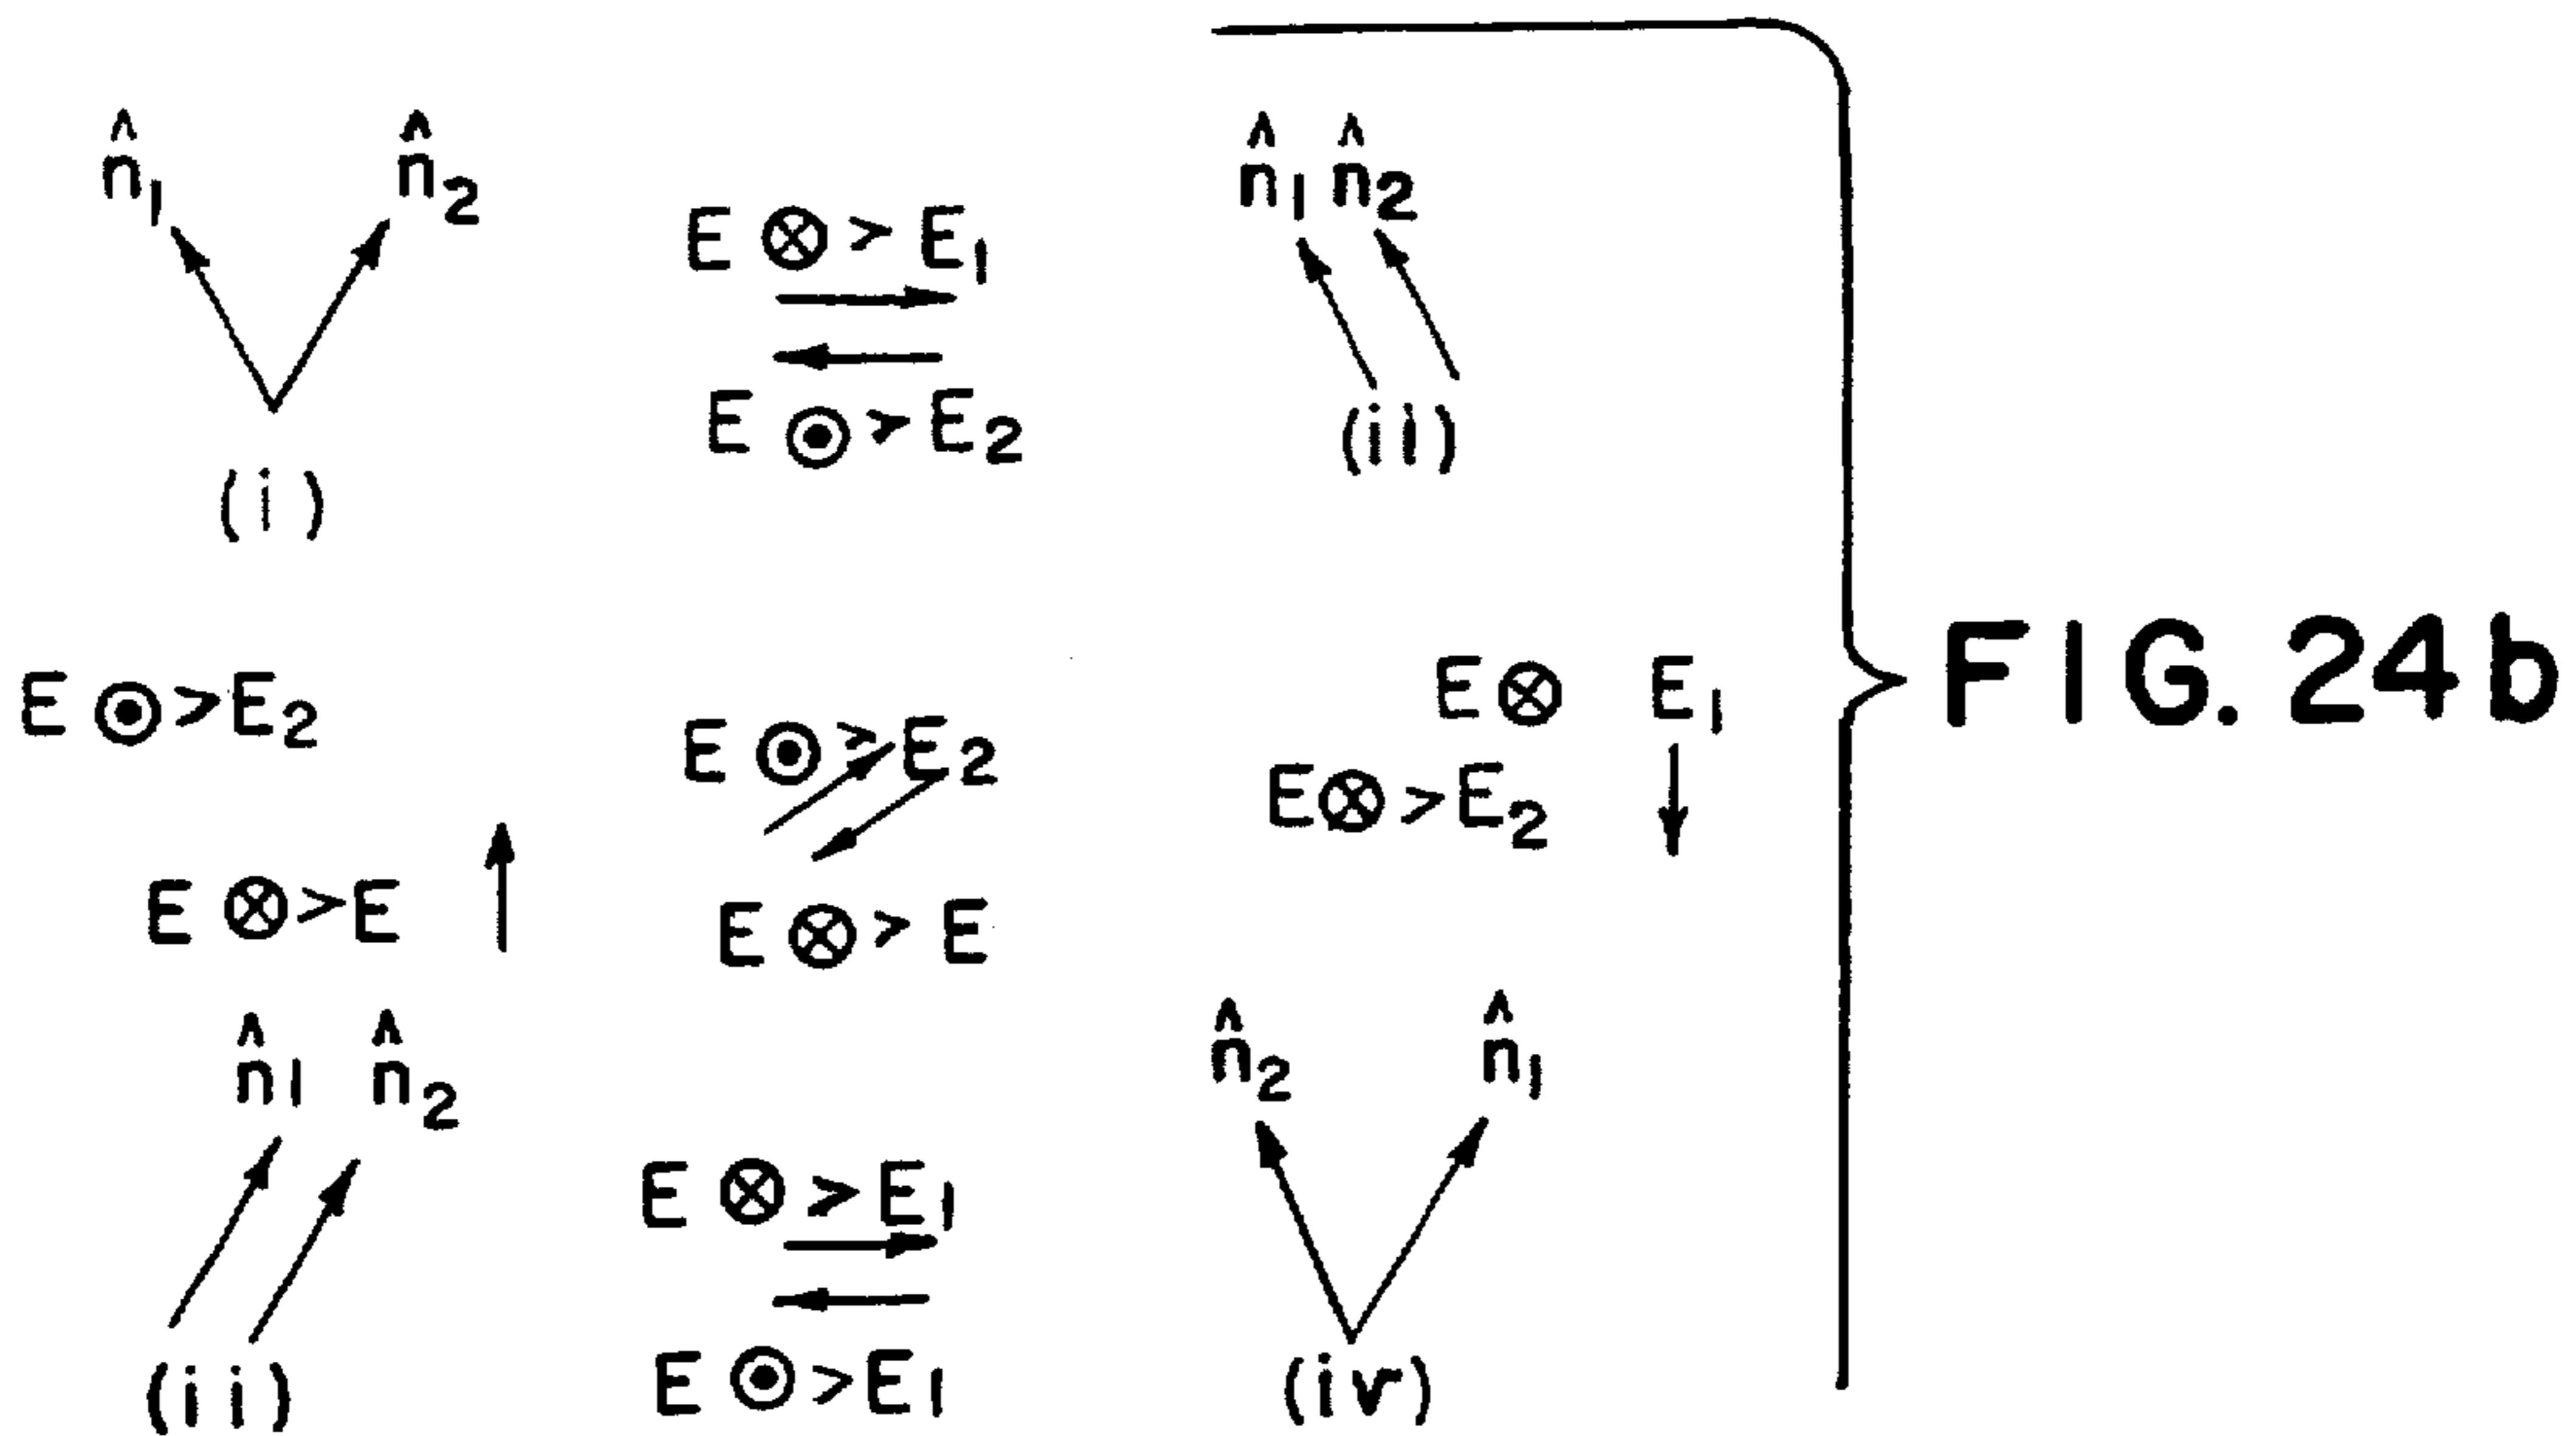 n̂1 n̂2
E ⊗ > E1
E ⊙ > E2
(i)
n̂1 n̂2
(ii)
E ⊙ > E2
E ⊗ > E
E ⊙ > E2
E ⊗ > E
E ⊗ E1
E ⊗ > E2
n̂1 n̂2
(ii)
E ⊗ > E1
E ⊙ > E1
n̂2 n̂1
(iv)
FIG. 24b